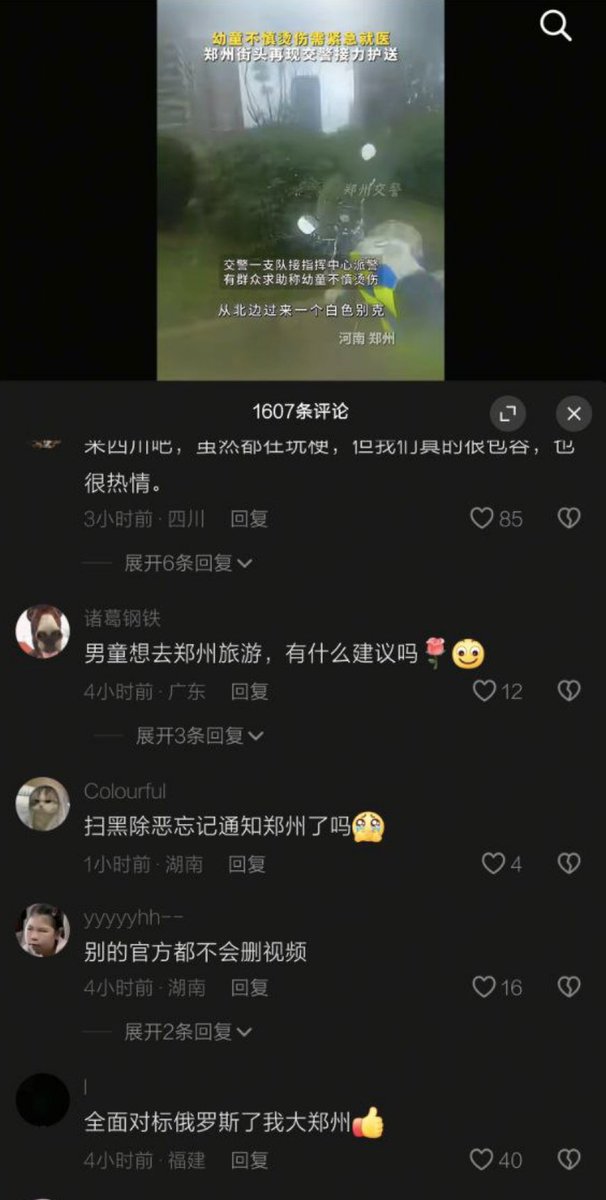 幼童不慎烫伤需紧急就医
郑州街头再现交警接力护送
郑州交警
交警一支队接指挥中心派警
有群众求助称幼童不慎烫伤
从北边过来一个白色别克
河南 郑州
1607条评论
来四川吧，虽然都在玩梗，但我们真的很包容，也
很热情。
3小时前 · 四川 回复 85
展开6条回复
诸葛钢铁
男童想去郑州旅游，有什么建议吗🌹
4小时前 · 广东 回复 12
展开3条回复
Colourful
扫黑除恶忘记通知郑州了吗
1小时前 · 湖南 回复 4
yyyyyhh--
别的官方都不会删视频
4小时前 · 湖南 回复 16
展开2条回复
l
全面对标俄罗斯了我大郑州👍
4小时前 · 福建 回复 40